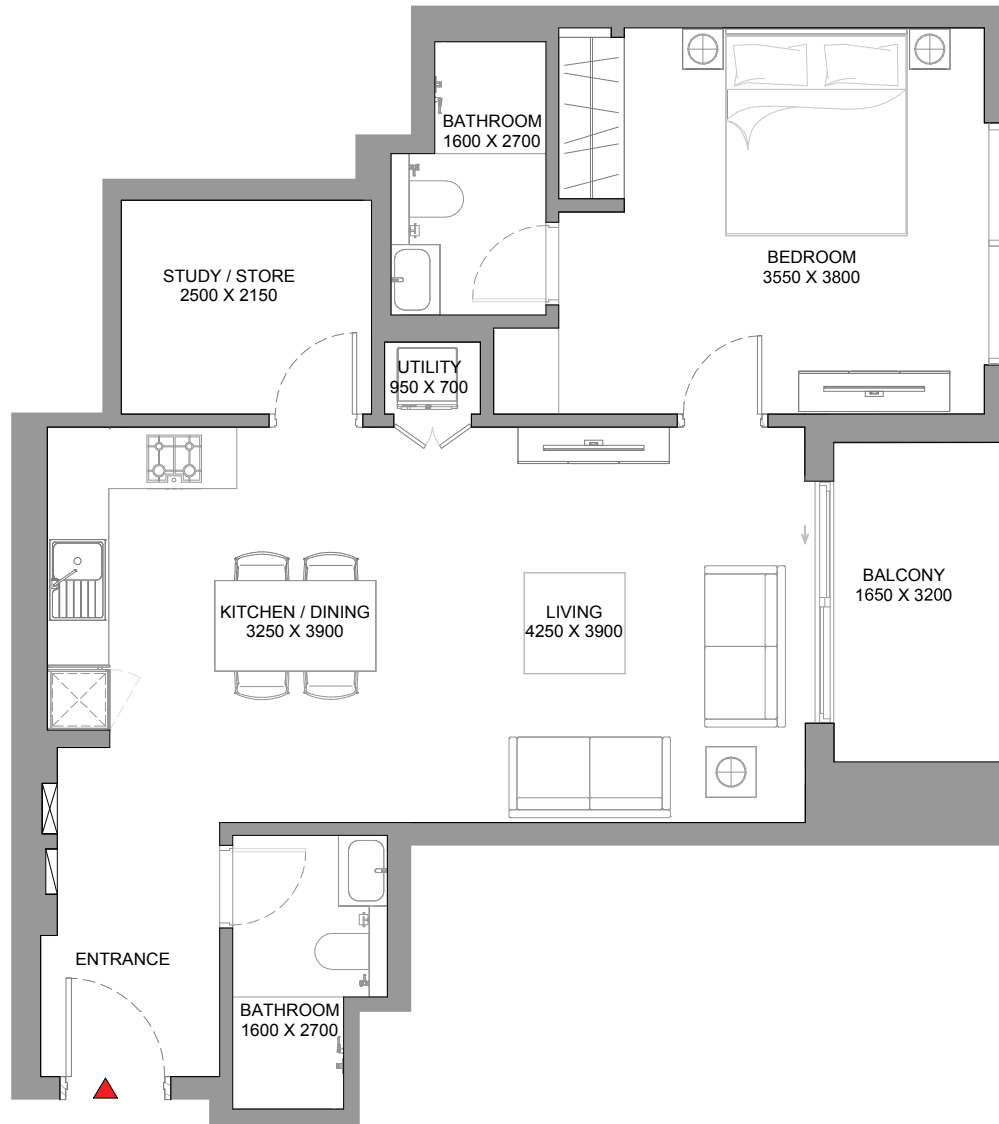 BATHROOM
1600 X 2700
BEDROOM
3550 X 3800
STUDY / STORE
2500 X 2150
UTILITY
950 X 700
KITCHEN / DINING
3250 X 3900
LIVING
4250 X 3900
BALCONY
1650 X 3200
ENTRANCE
BATHROOM
1600 X 2700